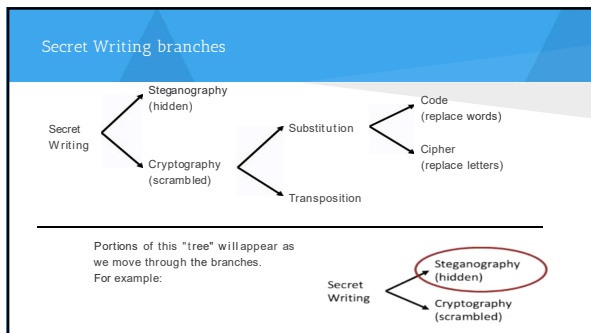 Secret Writing branches
Steganography
(hidden)
Secret
Writing
Cryptography
(scrambled)
Substitution
Transposition
Code
(replace words)
Cipher
(replace letters)
Portions of this "tree" will appear as
we move through the branches.
For example:
Secret
Writing
Steganography
(hidden)
Cryptography
(scrambled)